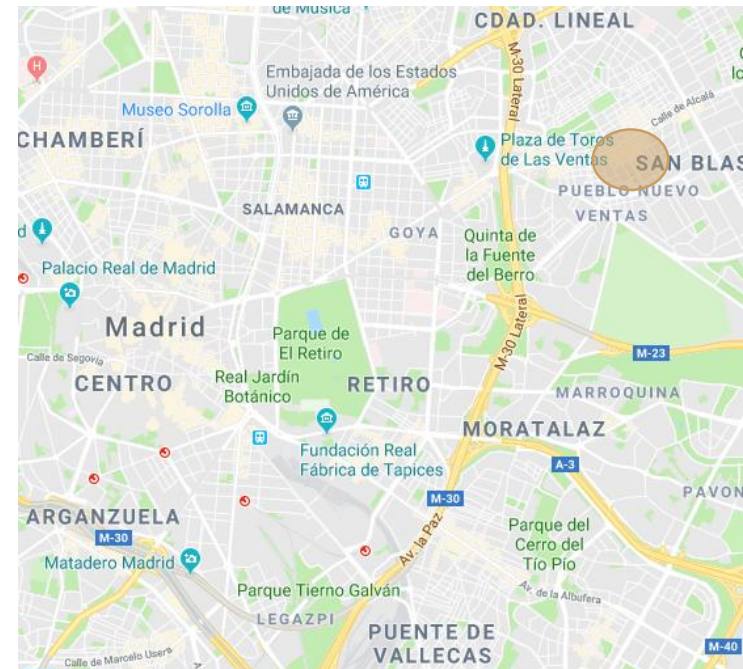 de Música
CDAD. LINEAL
M-30 Lateral
H
Embajada de los Estados
Unidos de América
Museo Sorolla
Calle de Alcalá
CHAMBERÍ
Plaza de Toros
de Las Ventas
SAN BLAS
PUEBLO NUEVO
SALAMANCA
VENTAS
GOYA
Quinta de
la Fuente
del Berro
d
Palacio Real de Madrid
M-30 Lateral
Madrid
Parque de
El Retiro
M-23
Calle de Segovia
CENTRO
Real Jardín
Botánico
RETIRO
MARROQUINA
MORATALAZ
Fundación Real
Fábrica de Tapices
A-3
M-30
PAVON
ARGANZUELA
M-30
Av. la Paz
Parque del
Cerro del
Tío Pío
Matadero Madrid
Parque Tierno Galván
Av. de la Albufera
LEGAZPI
PUENTE DE
VALLECAS
M-40
Calle de Marcelo Usera